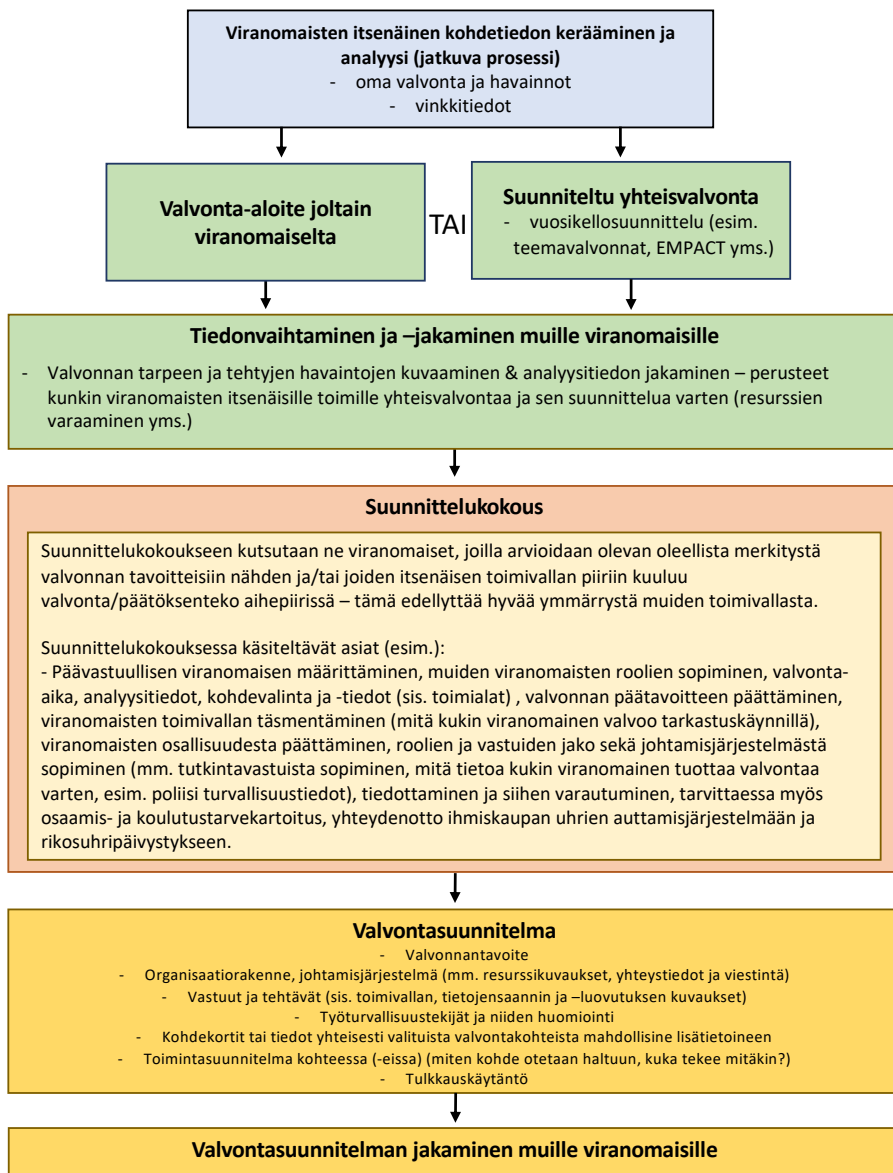 Viranomaisten itsenäinen kohdetiedon kerääminen ja
analyysi (jatkuva prosessi)
- oma valvonta ja havainnot
- vinkkitiedot
Valvonta-aloite joltain
viranomaiselta
TAI
Suunniteltu yhteisvalvonta
- vuosikellosuunnittelu (esim.
teemavalvonnat, EMPACT yms.)
Tiedonvaihtaminen ja –jakaminen muille viranomaisille
- Valvonnan tarpeen ja tehtyjen havaintojen kuvaaminen & analyysitiedon jakaminen – perusteet
kunkin viranomaisten itsenäisille toimille yhteisvalvontaa ja sen suunnittelua varten (resurssien
varaaminen yms.)
Suunnittelukokous
Suunnittelukokoukseen kutsutaan ne viranomaiset, joilla arvioidaan olevan oleellista merkitystä
valvonnan tavoitteisiin nähden ja/tai joiden itsenäisen toimivallan piiriin kuuluu
valvonta/päätöksenteko aihepiirissä – tämä edellyttää hyvää ymmärrystä muiden toimivallasta.
Suunnittelukokouksessa käsiteltävät asiat (esim.):
- Päävastuullisen viranomaisen määrittäminen, muiden viranomaisten roolien sopiminen, valvonta-
aika, analyysitiedot, kohdevalinta ja -tiedot (sis. toimialat) , valvonnan päätavoitteen päättäminen,
viranomaisten toimivallan täsmentäminen (mitä kukin viranomainen valvoo tarkastuskäynnillä),
viranomaisten osallisuudesta päättäminen, roolien ja vastuiden jako sekä johtamisjärjestelmästä
sopiminen (mm. tutkintavastuista sopiminen, mitä tietoa kukin viranomainen tuottaa valvontaa
varten, esim. poliisi turvallisuustiedot), tiedottaminen ja siihen varautuminen, tarvittaessa myös
osaamis- ja koulutustarvekartoitus, yhteydenotto ihmiskaupan uhrien auttamisjärjestelmään ja
rikosuhripäivystykseen.
Valvontasuunnitelma
- Valvonnantavoite
- Organisaatiorakenne, johtamisjärjestelmä (mm. resurssikuvaukset, yhteystiedot ja viestintä)
- Vastuut ja tehtävät (sis. toimivallan, tietojensaannin ja –luovutuksen kuvaukset)
- Työturvallisuustekijät ja niiden huomiointi
- Kohdekortit tai tiedot yhteisesti valituista valvontakohteista mahdollisine lisätietoineen
- Toimintasuunnitelma kohteessa (-eissa) (miten kohde otetaan haltuun, kuka tekee mitäkin?)
- Tulkkauskäytäntö
Valvontasuunnitelman jakaminen muille viranomaisille